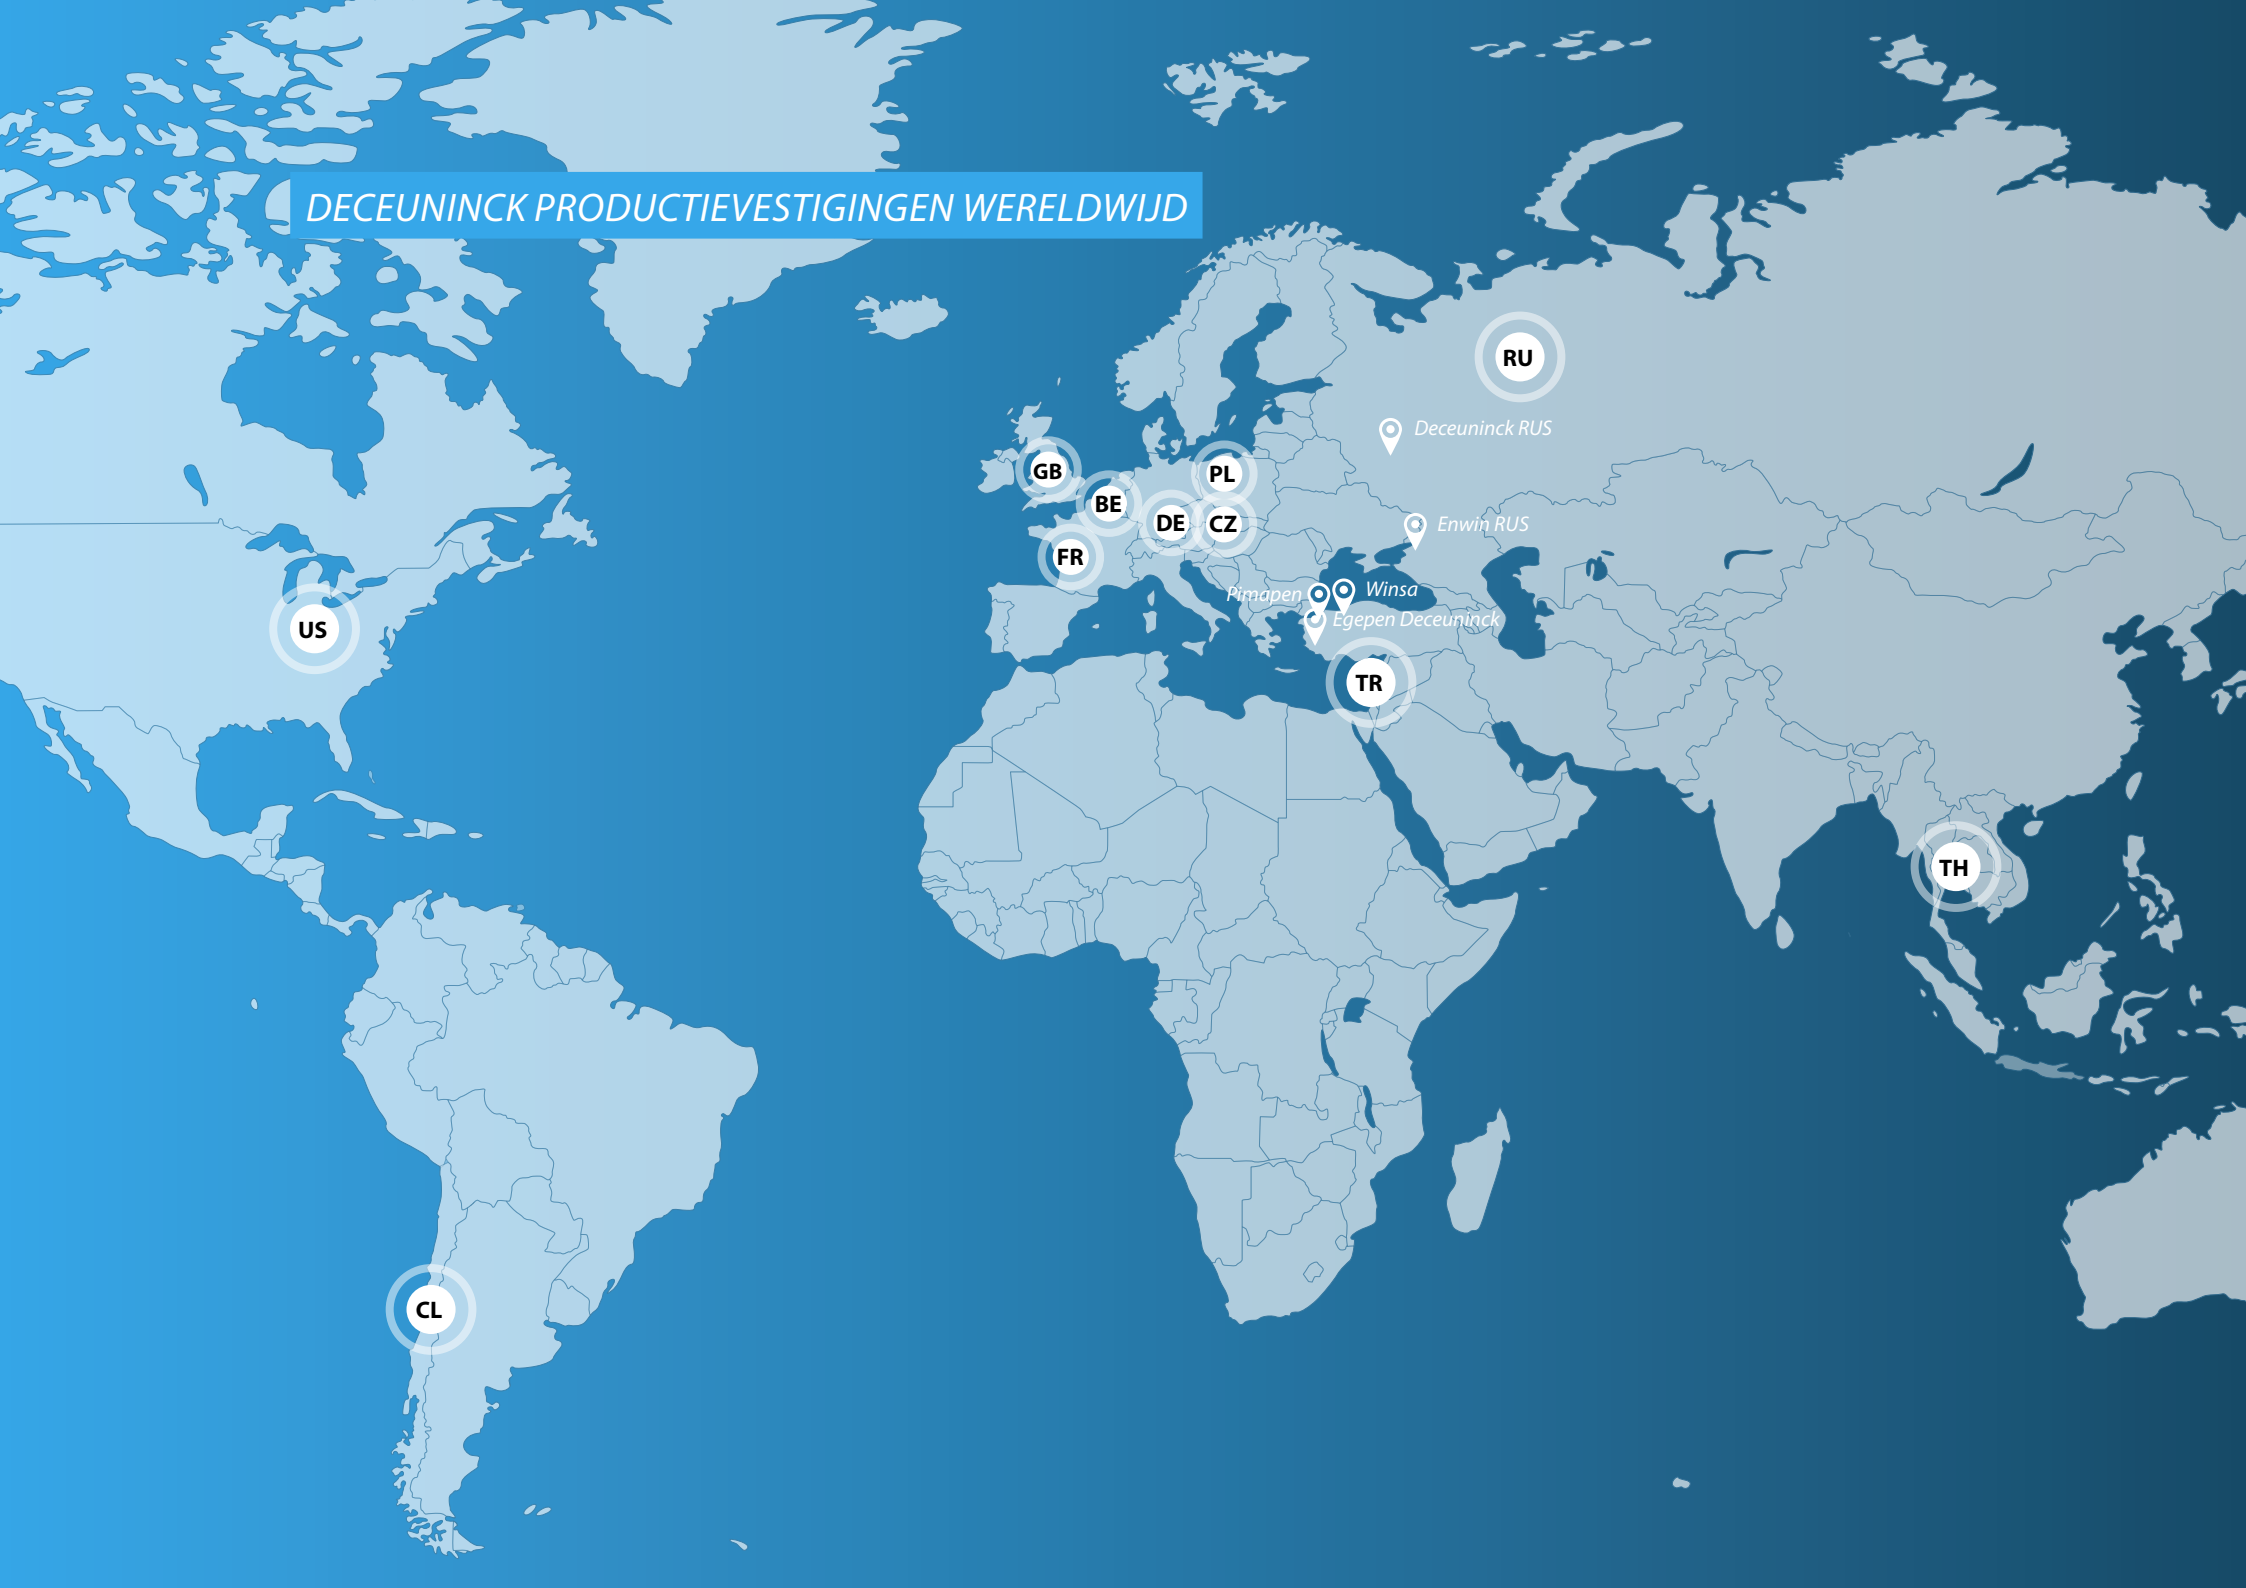 DECEUNINCK PRODUCTIEVESTIGINGEN WERELDWIJD
RU
Deceuninck RUS
GB
PL
BE
DE
CZ
Enwin RUS
FR
Pimapen
Winsa
Egepen Deceuninck
US
TR
TH
CL